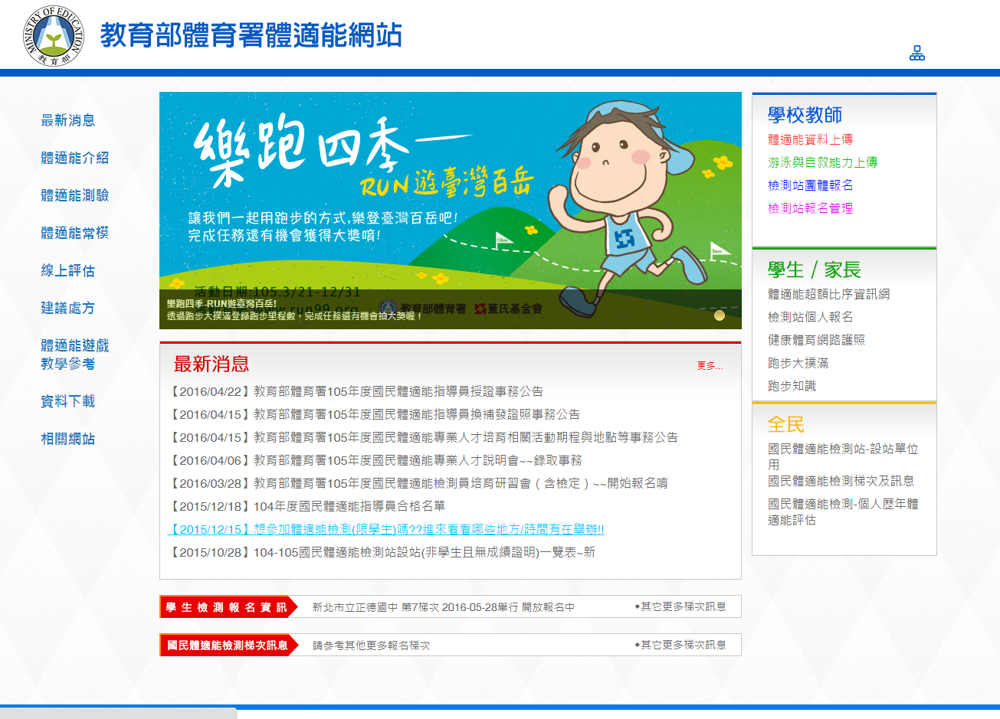 MINISTRY OF EDUCATION
教育部
教育部體育署體適能網站
最新消息
體適能介紹
體適能測驗
體適能常模
線上評估
建議處方
體適能遊戲
教學參考
資料下載
相關網站
樂跑四季
RUN遊臺灣百岳
讓我們一起用跑步的方式,樂登臺灣百岳吧!
完成任務還有機會獲得大獎唷!
10km
5km
活動日期:105.3/21-12/31
www.run99.org
教育部體育署 董氏基金會
樂跑四季-RUN遊臺灣百岳!
透過跑步大撲滿登錄跑步里程數，完成任務還有機會抽大獎喔！
最新消息
更多...
【2016/04/22】教育部體育署105年度國民體適能指導員授證事務公告
【2016/04/15】教育部體育署105年度國民體適能指導員換補發證照事務公告
【2016/04/15】教育部體育署105年度國民體適能專業人才培育相關活動期程與地點等事務公告
【2016/04/06】教育部體育署105年度國民體適能專業人才說明會~~錄取事務
【2016/03/28】教育部體育署105年度國民體適能檢測員培育研習會（含檢定）~~開始報名唷
【2015/12/18】104年度國民體適能指導員合格名單
【2015/12/15】想參加體適能檢測(限學生)嗎??進來看看哪些地方/時間有在舉辦!!
【2015/10/28】104-105國民體適能檢測站設站(非學生且無成績證明)一覽表~新
學生檢測報名資訊
新北市立正德國中 第7梯次 2016-05-28舉行 開放報名中
◆其它更多梯次訊息
國民體適能檢測梯次訊息
請參考其他更多報名梯次
◆其它更多梯次訊息
學校教師
體適能資料上傳
游泳與自救能力上傳
檢測站團體報名
檢測站報名管理
學生 / 家長
體適能超額比序資訊網
檢測站個人報名
健康體育網路護照
跑步大撲滿
跑步知識
全民
國民體適能檢測站-設站單位
用
國民體適能檢測梯次及訊息
國民體適能檢測-個人歷年體
適能評估